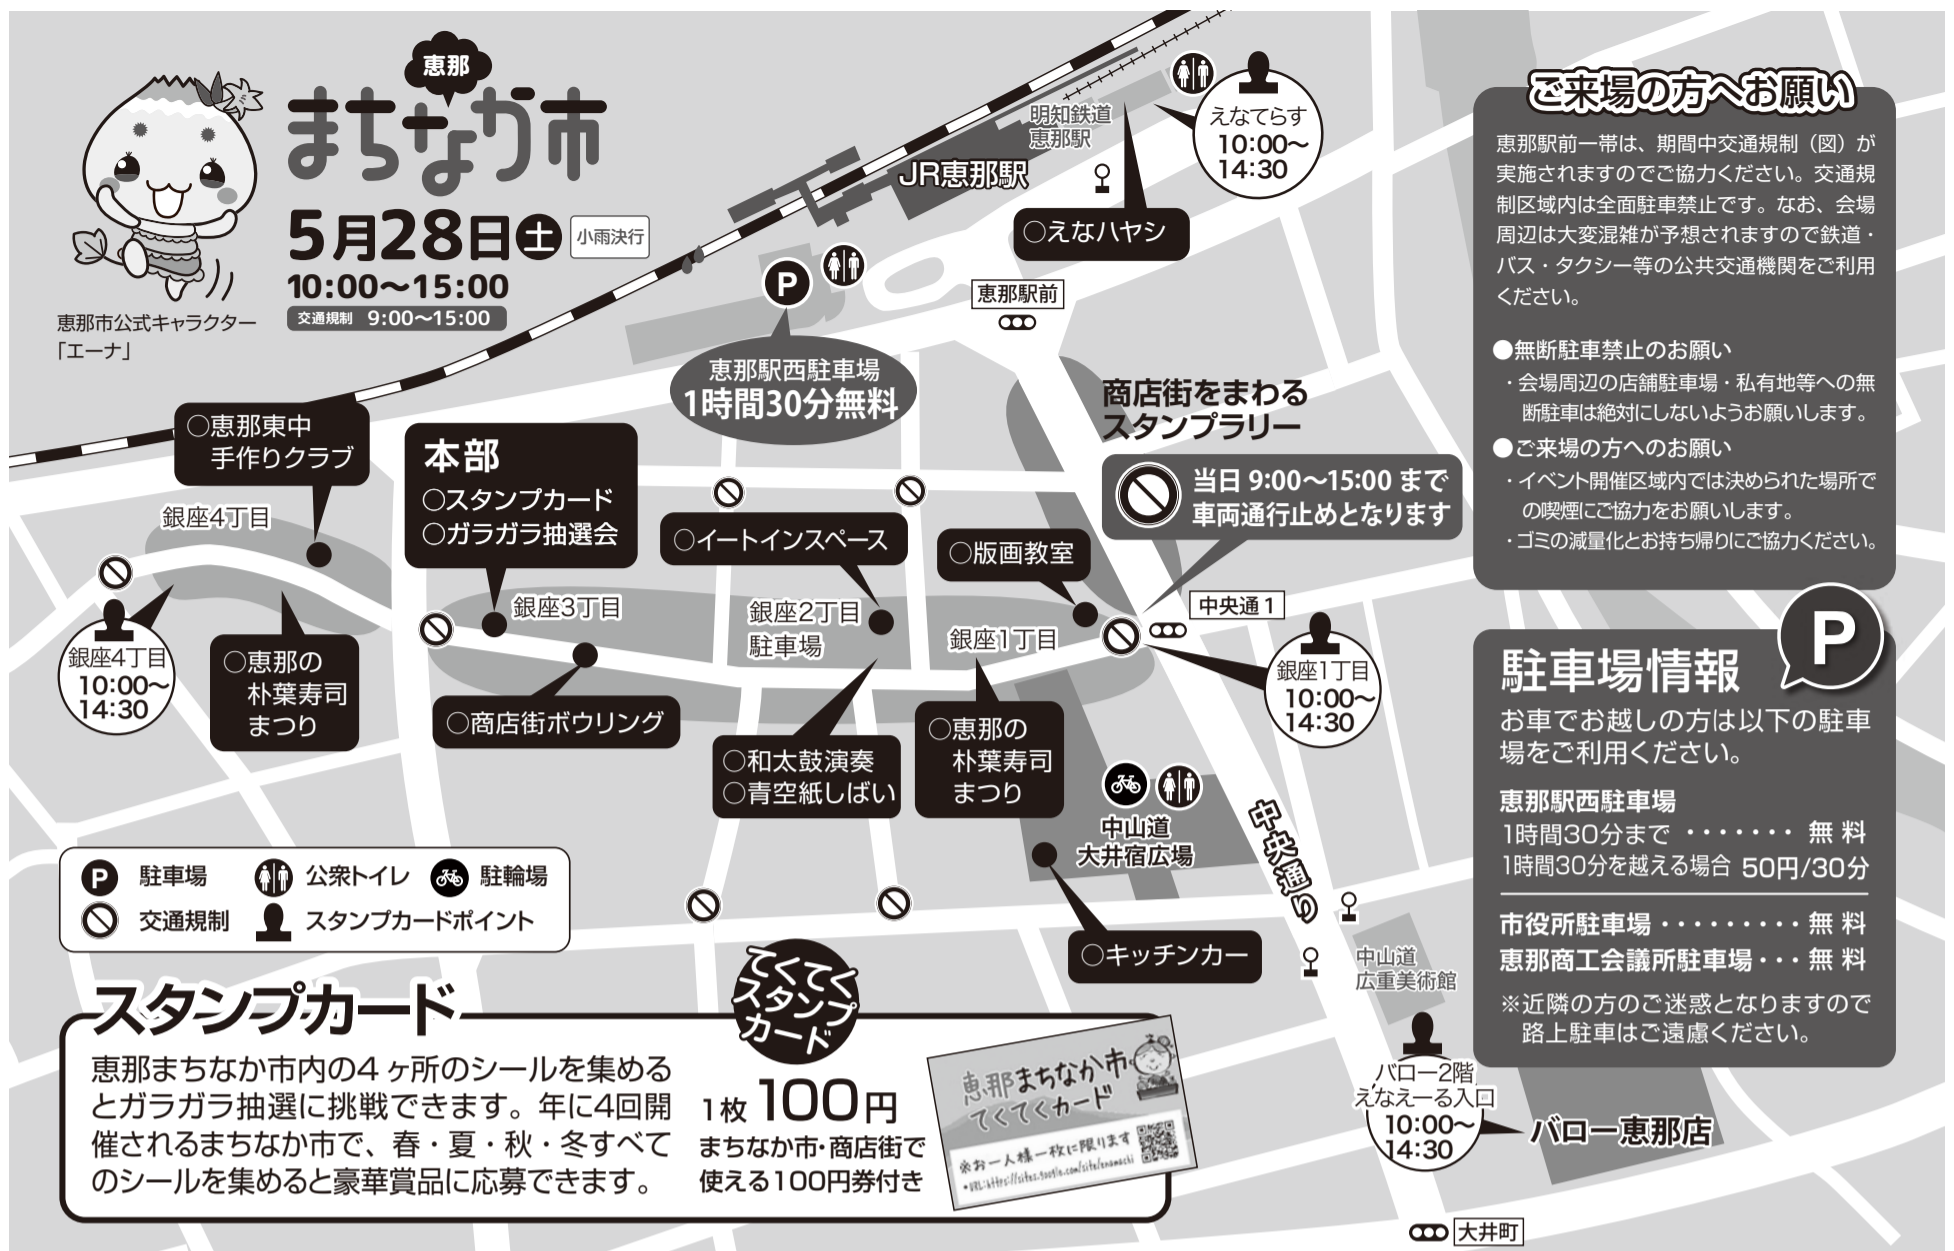 恵那
まちなか市
5月28日土
小雨決行
10:00〜15:00
交通規制 9:00〜15:00
恵那市公式キャラクター
「エーナ」
明知鉄道
恵那駅
JR恵那駅
えなてらす
10:00〜
14:30
○えなハヤシ
恵那駅前
P
恵那駅西駐車場
1時間30分無料
商店街をまわる
スタンプラリー
当日 9:00〜15:00 まで
車両通行止めとなります
○恵那東中
手作りクラブ
本部
○スタンプカード
○ガラガラ抽選会
○イートインスペース
○版画教室
銀座4丁目
銀座3丁目
銀座2丁目
駐車場
銀座1丁目
中央通1
銀座4丁目
10:00〜
14:30
○恵那の
朴葉寿司
まつり
○商店街ボウリング
○和太鼓演奏
○青空紙しばい
○恵那の
朴葉寿司
まつり
銀座1丁目
10:00〜
14:30
中山道
大井宿広場
中央通り
○キッチンカー
中山道
広重美術館
バロー2階
えなえーる入口
10:00〜
14:30
バロー恵那店
大井町
P 駐車場
公衆トイレ
駐輪場
交通規制
スタンプカードポイント
スタンプカード
恵那まちなか市内の4ヶ所のシールを集める
とガラガラ抽選に挑戦できます。年に4回開
催されるまちなか市で、春・夏・秋・冬すべて
のシールを集めると豪華賞品に応募できます。
てくてく
スタンプ
カード
1枚100円
まちなか市・商店街で
使える100円券付き
恵那まちなか市
てくてくカード
※お一人様一枚に限ります
・URL:https://sites.google.com/site/enamachi
ご来場の方へお願い
恵那駅前一帯は、期間中交通規制（図）が
実施されますのでご協力ください。交通規
制区域内は全面駐車禁止です。なお、会場
周辺は大変混雑が予想されますので鉄道・
バス・タクシー等の公共交通機関をご利用
ください。
●無断駐車禁止のお願い
・会場周辺の店舗駐車場・私有地等への無
断駐車は絶対にしないようお願いします。
●ご来場の方へのお願い
・イベント開催区域内では決められた場所で
の喫煙にご協力をお願いします。
・ゴミの減量化とお持ち帰りにご協力ください。
P
駐車場情報
お車でお越しの方は以下の駐車
場をご利用ください。
恵那駅西駐車場
1時間30分まで・・・・・・・無料
1時間30分を越える場合 50円/30分
市役所駐車場・・・・・・・・・無料
恵那商工会議所駐車場・・・無料
※近隣の方のご迷惑となりますので
路上駐車はご遠慮ください。